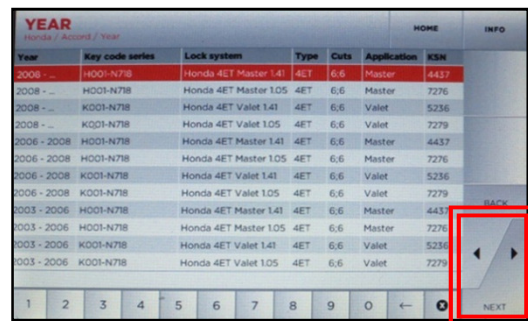 YEAR
HOME
INFO
Honda / Accord / Year
Year Key code series Lock system Type Cuts Application KSN
2008 - ... H001-N718 Honda 4ET Master 1.41 4ET 6;6 Master 4437
2008 - ... H001-N718 Honda 4ET Master 1.05 4ET 6;6 Master 7276
2008 - ... K001-N718 Honda 4ET Valet 1.41 4ET 6;6 Valet 5236
2008 - ... K001-N718 Honda 4ET Valet 1.05 4ET 6;6 Valet 7279
2006 - 2008 H001-N718 Honda 4ET Master 1.41 4ET 6;6 Master 4437
2006 - 2008 H001-N718 Honda 4ET Master 1.05 4ET 6;6 Master 7276
2006 - 2008 K001-N718 Honda 4ET Valet 1.41 4ET 6;6 Valet 5236
2006 - 2008 K001-N718 Honda 4ET Valet 1.05 4ET 6;6 Valet 7279
2003 - 2006 H001-N718 Honda 4ET Master 1.41 4ET 6;6 Master 4437
2003 - 2006 H001-N718 Honda 4ET Master 1.05 4ET 6;6 Master 7276
2003 - 2006 K001-N718 Honda 4ET Valet 1.41 4ET 6;6 Valet 5236
2003 - 2006 K001-N718 Honda 4ET Valet 1.05 4ET 6;6 Valet 7279
BACK
1 2 3 4 5 6 7 8 9 0 ←
NEXT